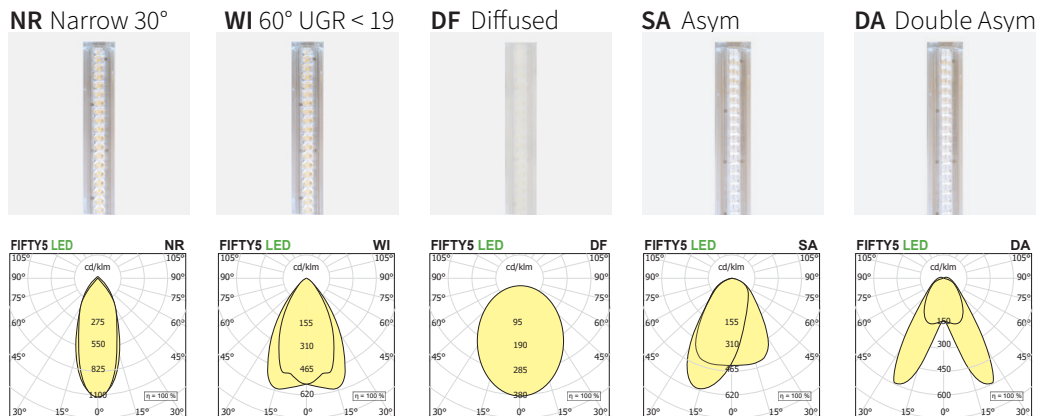 NR Narrow 30°
WI 60° UGR < 19
DF Diffused
SA Asym
DA Double Asym
FIFTY5 LED NR
105° 105°
cd/klm
90° 90°
75° 75°
275
60° 60°
550
45° 45°
825
1100
η = 100 %
30° 15° 0° 15° 30°
FIFTY5 LED WI
105° 105°
cd/klm
90° 90°
75° 75°
155
60° 60°
310
45° 45°
465
620
η = 100 %
30° 15° 0° 15° 30°
FIFTY5 LED DF
105° 105°
cd/klm
90° 90°
75° 75°
95
60° 60°
190
45° 45°
285
380
η = 100 %
30° 15° 0° 15° 30°
FIFTY5 LED SA
105° 105°
cd/klm
90° 90°
75° 75°
155
60° 60°
310
45° 45°
465
620
η = 100 %
30° 15° 0° 15° 30°
FIFTY5 LED DA
105° 105°
cd/klm
90° 90°
75° 75°
150
60° 60°
300
45° 45°
450
600
η = 100 %
30° 15° 0° 15° 30°